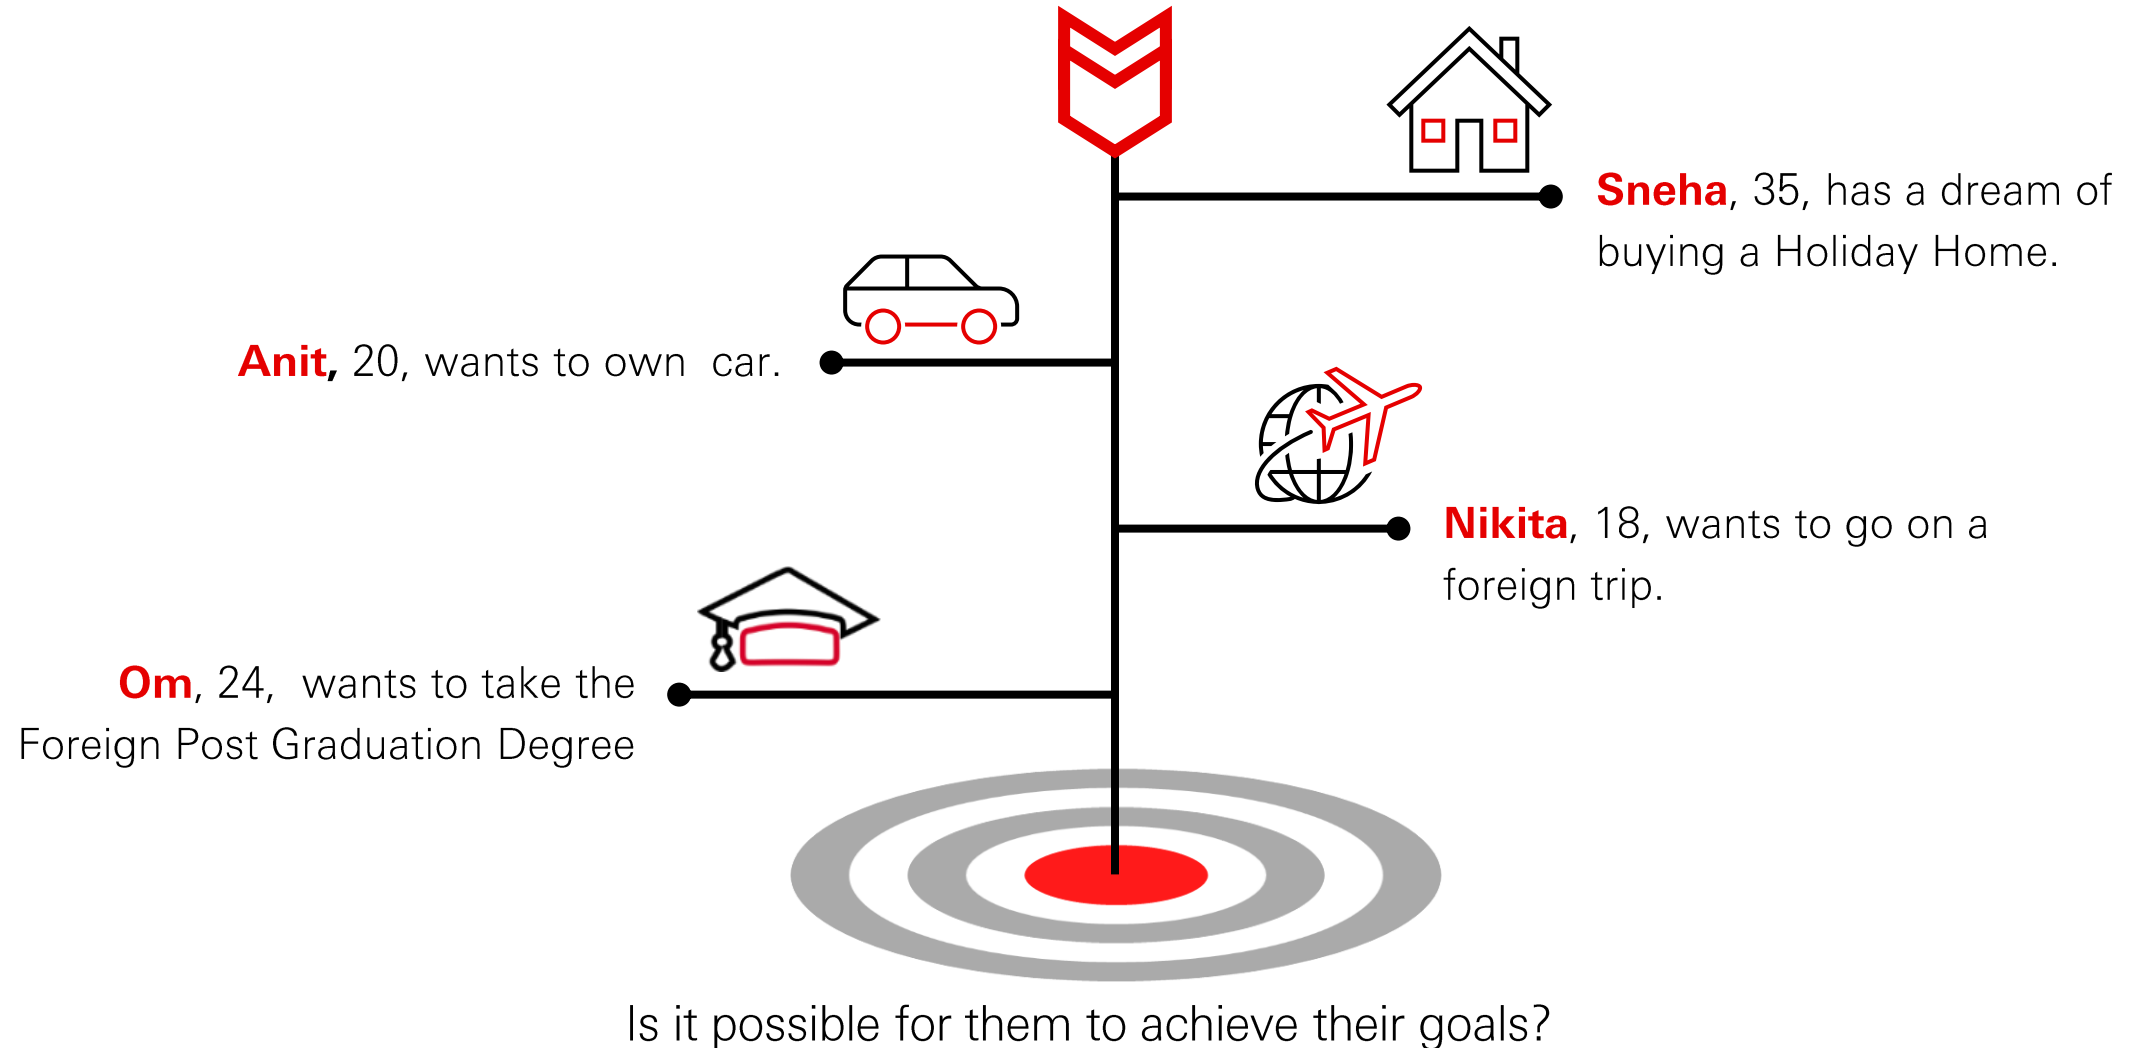 Sneha, 35, has a dream of
buying a Holiday Home.
Anit, 20, wants to own  car.
Nikita, 18, wants to go on a
foreign trip.
Om, 24,  wants to take the
Foreign Post Graduation Degree
Is it possible for them to achieve their goals?